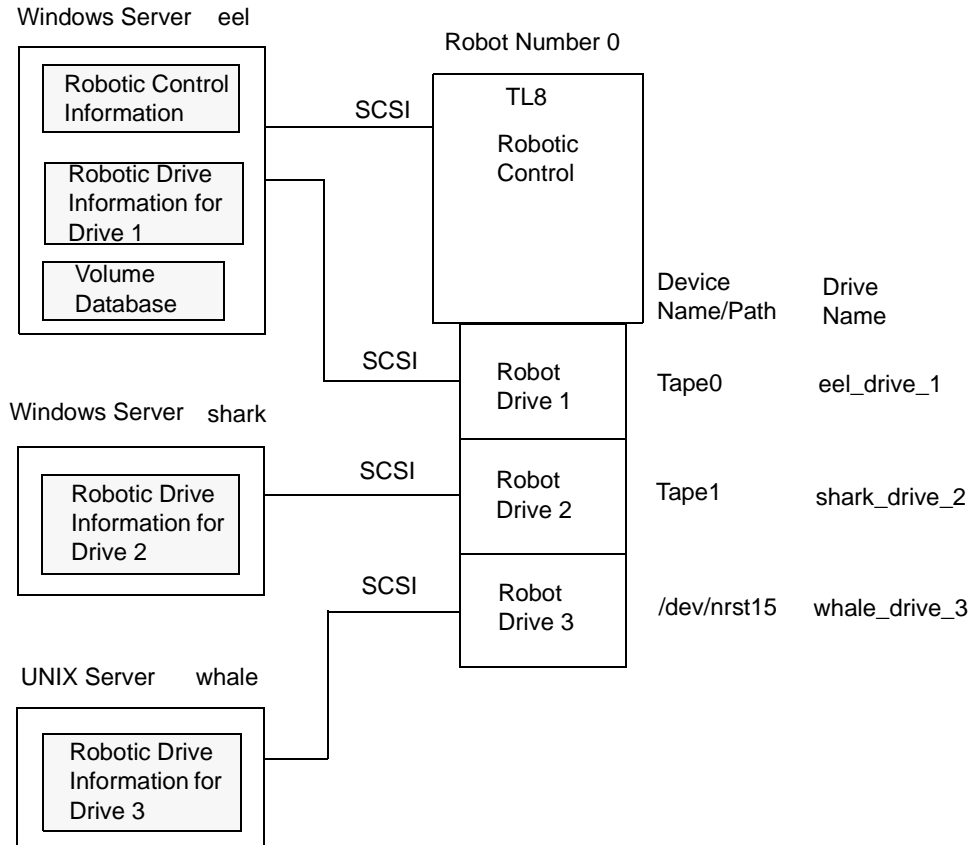 Windows Server eel
Robotic Control
Information
Robotic Drive
Information for
Drive 1
Volume
Database
Windows Server shark
Robotic Drive
Information for
Drive 2
UNIX Server whale
Robotic Drive
Information for
Drive 3
SCSI
SCSI
SCSI
SCSI
Robot Number 0
TL8
Robotic
Control
Robot
Drive 1
Robot
Drive 2
Robot
Drive 3
Device
Name/Path
Tape0
Tape1
/dev/nrst15
Drive
Name
eel_drive_1
shark_drive_2
whale_drive_3